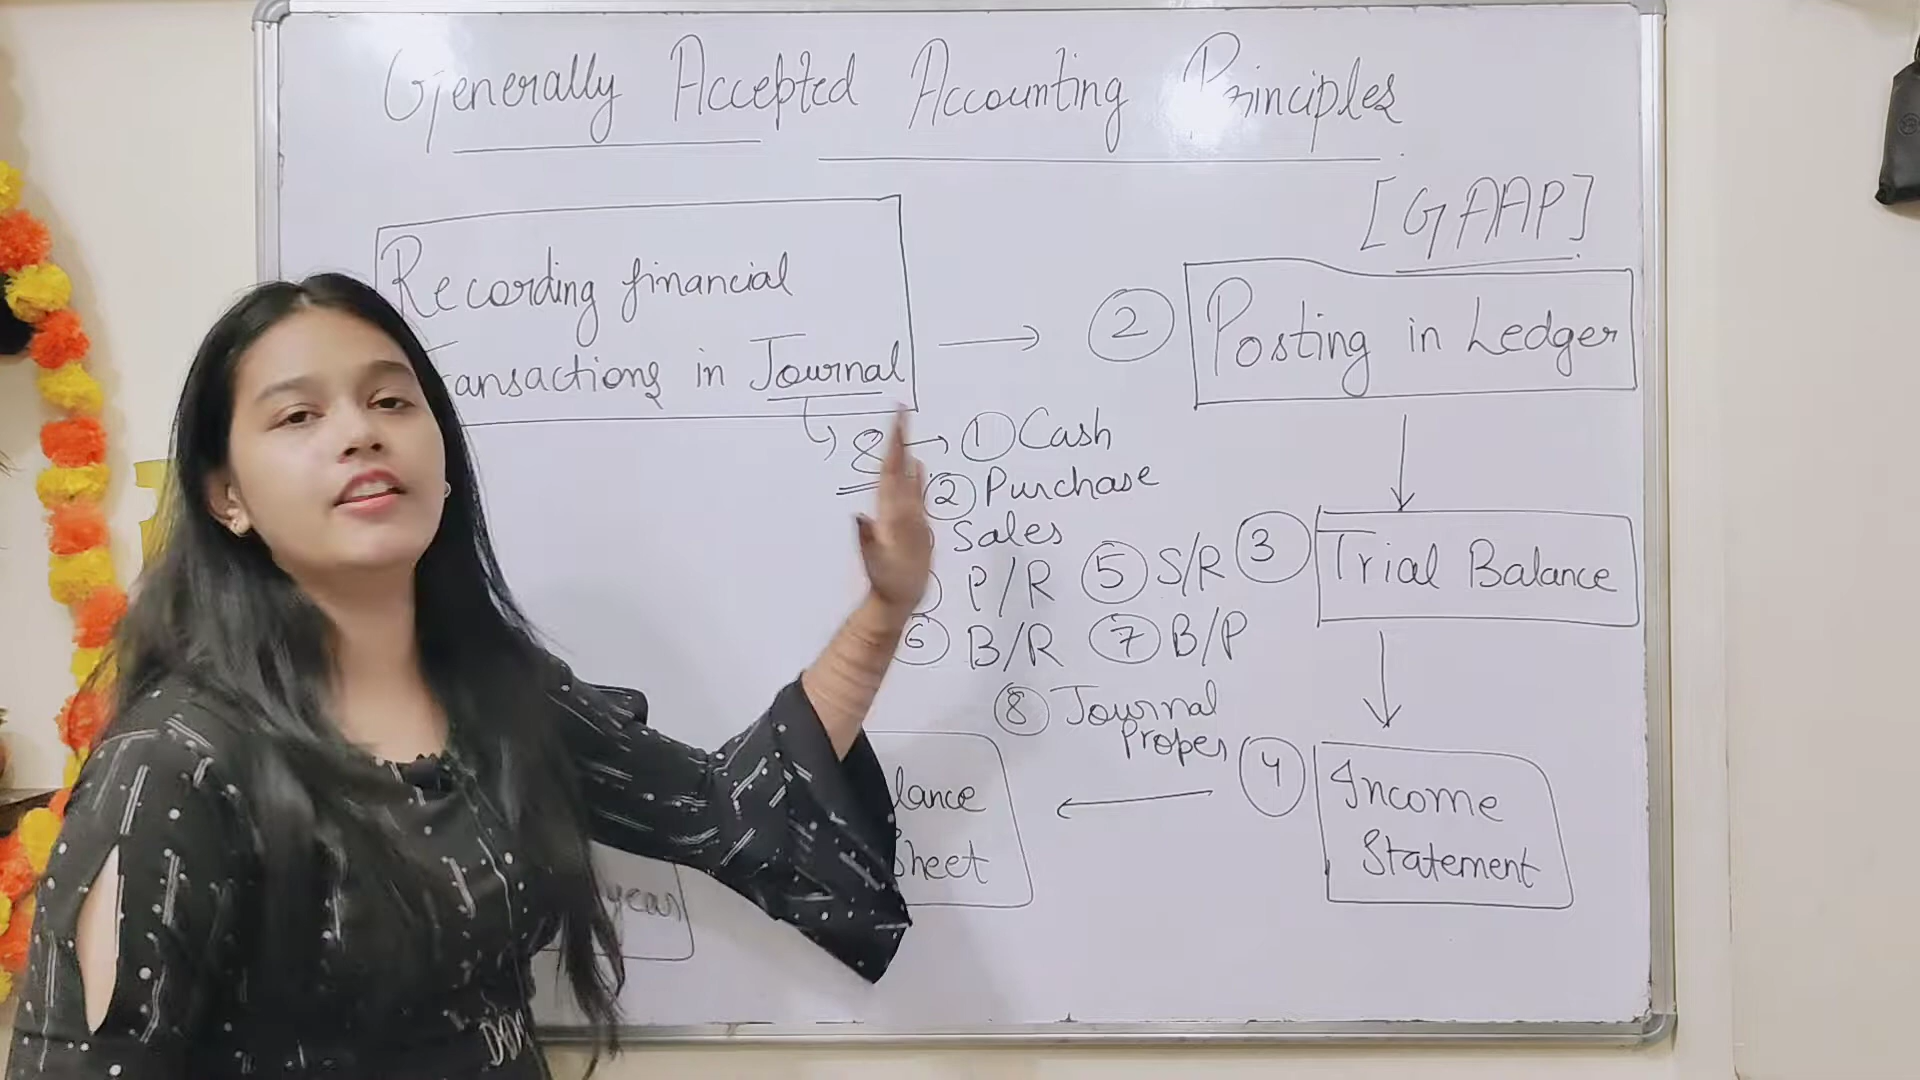 Generally Accepted Accounting Principles
[GAAP]
Recording financial
Transactions in Journal
→ ② Posting in Ledger
8 → ① Cash
② Purchase
Sales
P/R ⑤ S/R
⑥ B/R ⑦ B/P
⑧ Journal
Proper
③ Trial Balance
④ Income
Statement
lance
Sheet
year